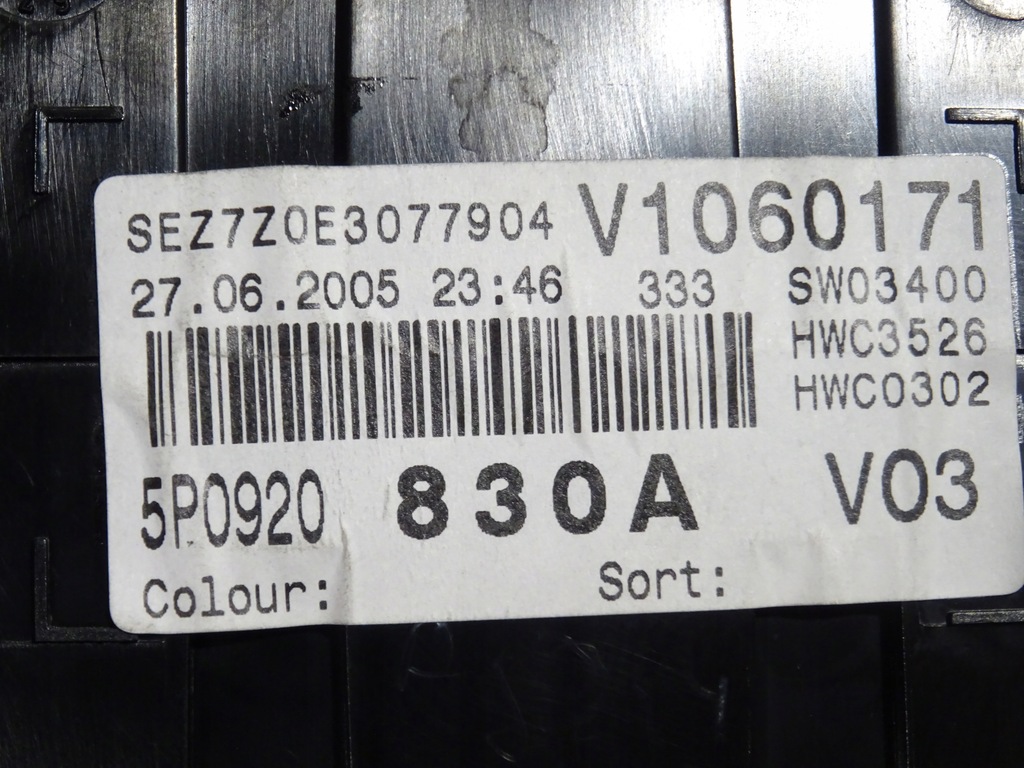 SEZ7Z0E3077904 V1060171
27.06.2005 23:46 333 SW03400
HWC3526
HWC0302
5P0920 830A V03
Colour: Sort: